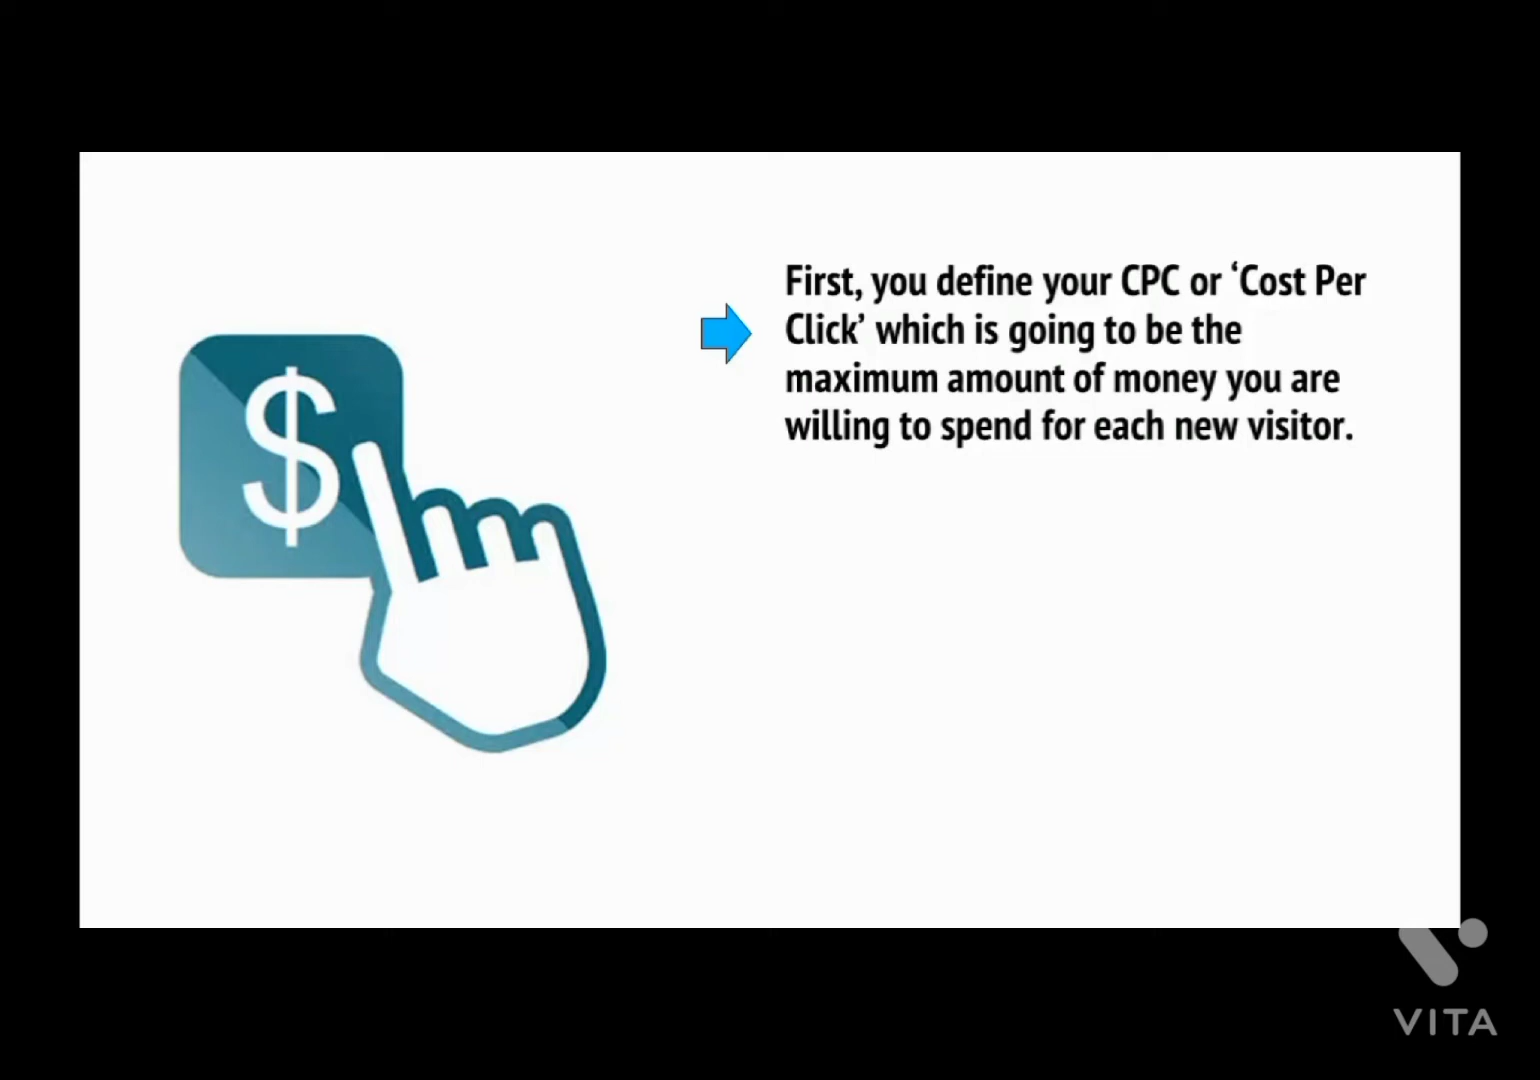 First, you define your CPC or ‘Cost Per
Click’ which is going to be the
maximum amount of money you are
willing to spend for each new visitor.
$
VITA